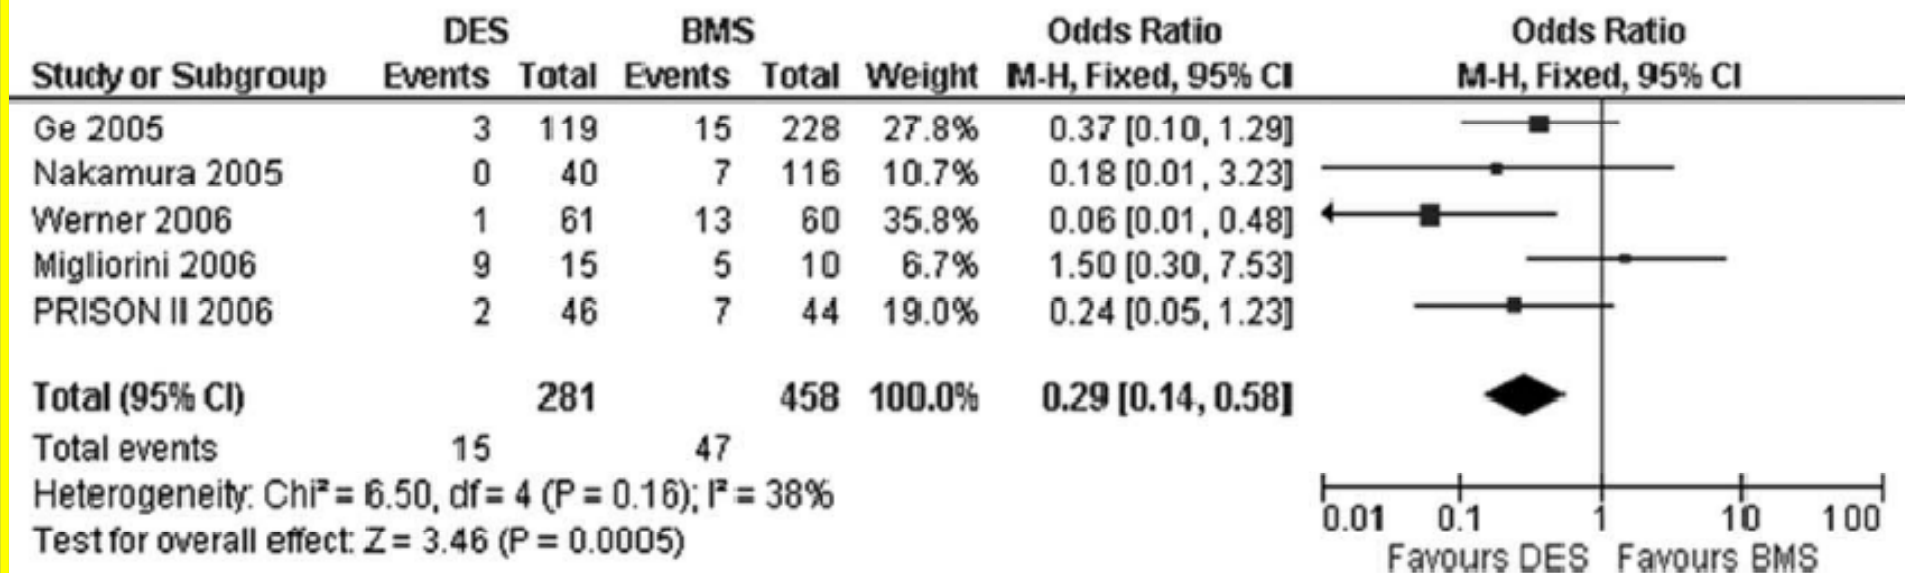 DES BMS Odds Ratio Odds Ratio
Study or Subgroup Events Total Events Total Weight M-H, Fixed, 95% CI M-H, Fixed, 95% CI
Ge 2005 3 119 15 228 27.8% 0.37 [0.10, 1.29]
Nakamura 2005 0 40 7 116 10.7% 0.18 [0.01, 3.23]
Werner 2006 1 61 13 60 35.8% 0.06 [0.01, 0.48]
Migliorini 2006 9 15 5 10 6.7% 1.50 [0.30, 7.53]
PRISON II 2006 2 46 7 44 19.0% 0.24 [0.05, 1.23]
Total (95% CI) 281 458 100.0% 0.29 [0.14, 0.58]
Total events 15 47
Heterogeneity: Chi² = 6.50, df = 4 (P = 0.16); I² = 38%
Test for overall effect: Z = 3.46 (P = 0.0005)
0.01 0.1 1 10 100
Favours DES Favours BMS